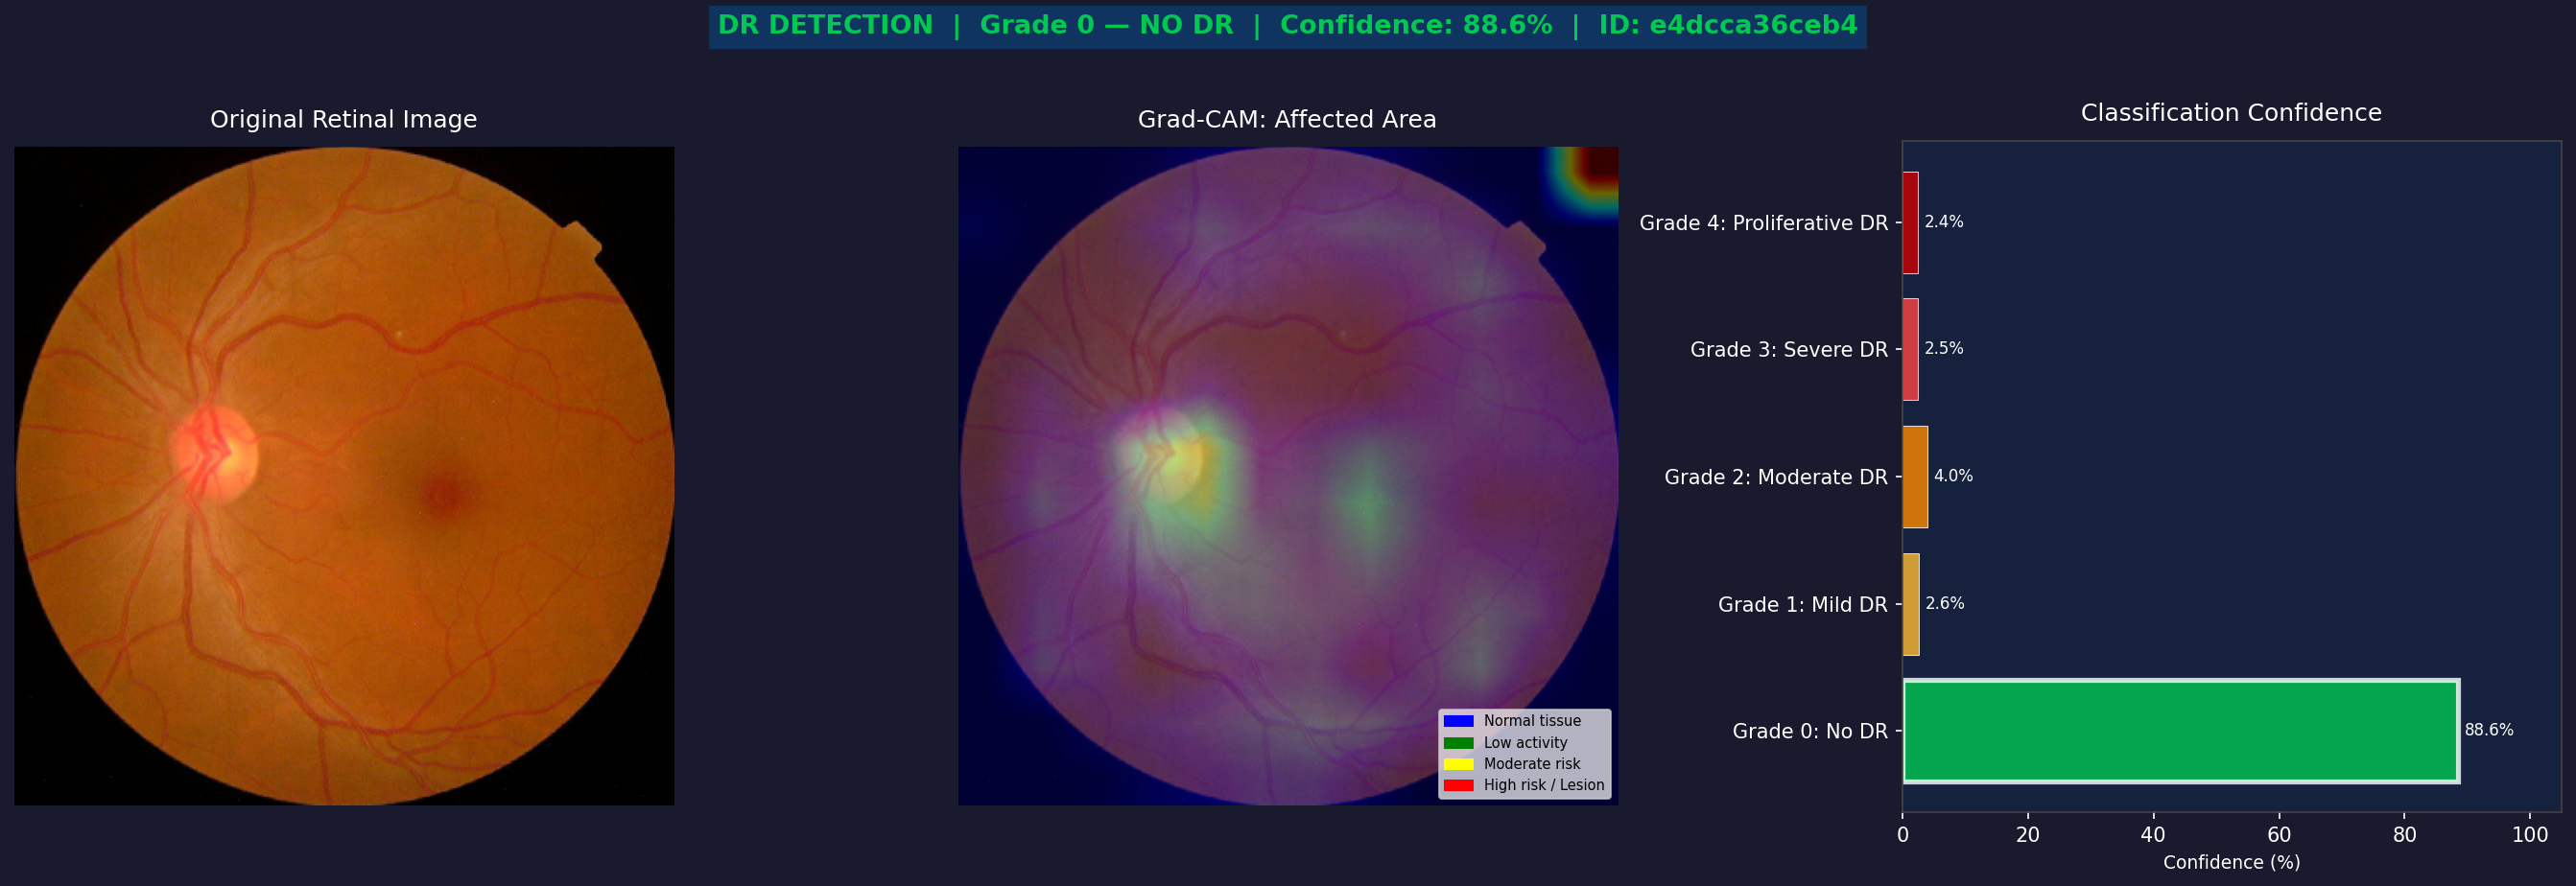 DR DETECTION | Grade 0 — NO DR | Confidence: 88.6% | ID: e4dcca36ceb4
Original Retinal Image
Grad-CAM: Affected Area
Normal tissue
Low activity
Moderate risk
High risk / Lesion
Classification Confidence
Grade 4: Proliferative DR
2.4%
Grade 3: Severe DR
2.5%
Grade 2: Moderate DR
4.0%
Grade 1: Mild DR
2.6%
Grade 0: No DR
88.6%
0 20 40 60 80 100
Confidence (%)